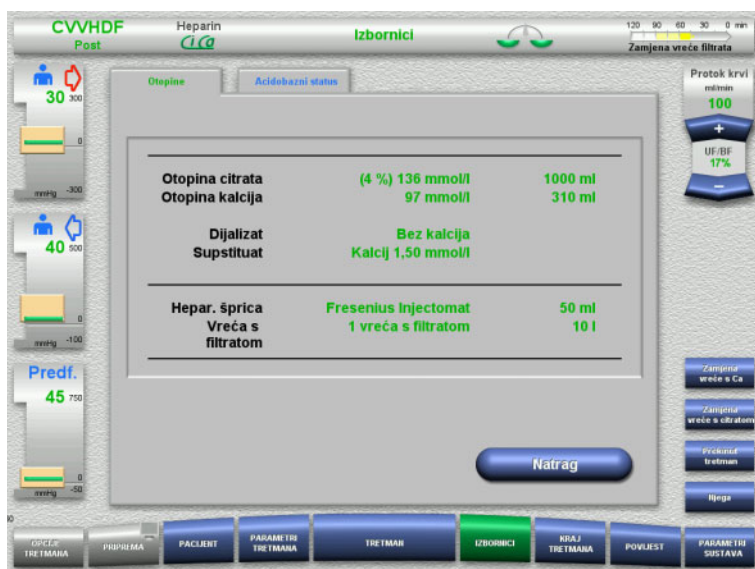 CVVHDF
Post
Heparin
CiCa
Izbornici
120 90 60 30 0 min
Zamjena vreće filtrata
30 300
0
mmHg -300
40 500
0
mmHg -100
Predf.
45 750
0
mmHg -50
Otopine
Acidobazni status
Otopina citrata (4 %) 136 mmol/l 1000 ml
Otopina kalcija 97 mmol/l 310 ml
Dijalizat Bez kalcija
Supstituat Kalcij 1,50 mmol/l
Hepar. šprica Fresenius Injectomat 50 ml
Vreća s 1 vreća s filtratom 10 l
filtratom
Natrag
Protok krvi
ml/min
100
+
UF/BF
17%
−
Zamjena
vreće s Ca
Zamjena
vreće s citratom
Prekinut
tretman
Njega
OPCIJE
TRETMANA
PRIPREMA
PACIJENT
PARAMETRI
TRETMANA
TRETMAN
IZBORNICI
KRAJ
TRETMANA
POVIJEST
PARAMETRI
SUSTAVA